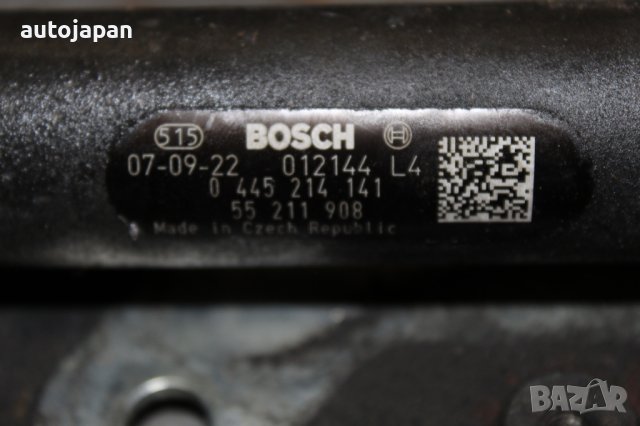 autojapan
515 BOSCH
07-09-22 012144 L4
0 445 214 141
55 211 908
Made in Czech Republic
BAZAR